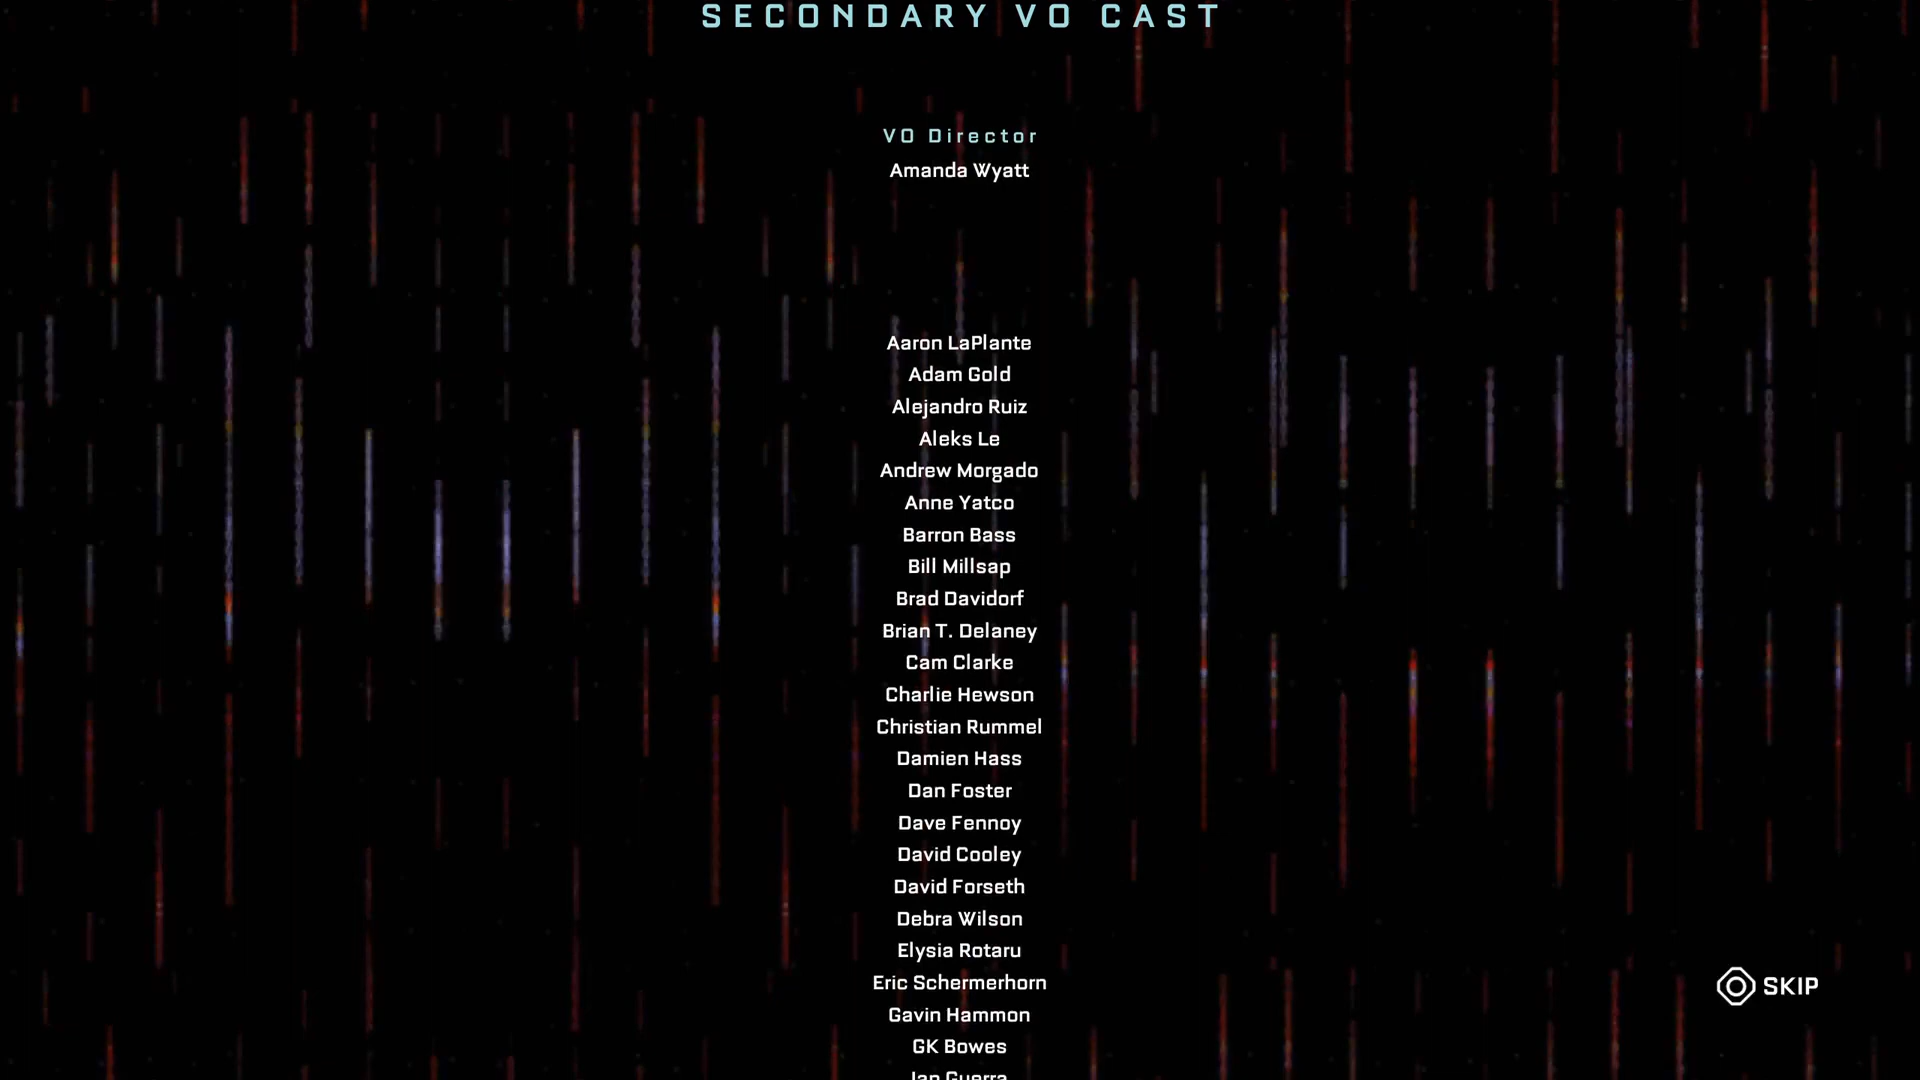 SECONDARY VO CAST
VO Director
Amanda Wyatt
Aaron LaPlante
Adam Gold
Alejandro Ruiz
Aleks Le
Andrew Morgado
Anne Yatco
Barron Bass
Bill Millsap
Brad Davidorf
Brian T. Delaney
Cam Clarke
Charlie Hewson
Christian Rummel
Damien Hass
Dan Foster
Dave Fennoy
David Cooley
David Forseth
Debra Wilson
Elysia Rotaru
Eric Schermerhorn
SKIP
Gavin Hammon
GK Bowes
Guerra